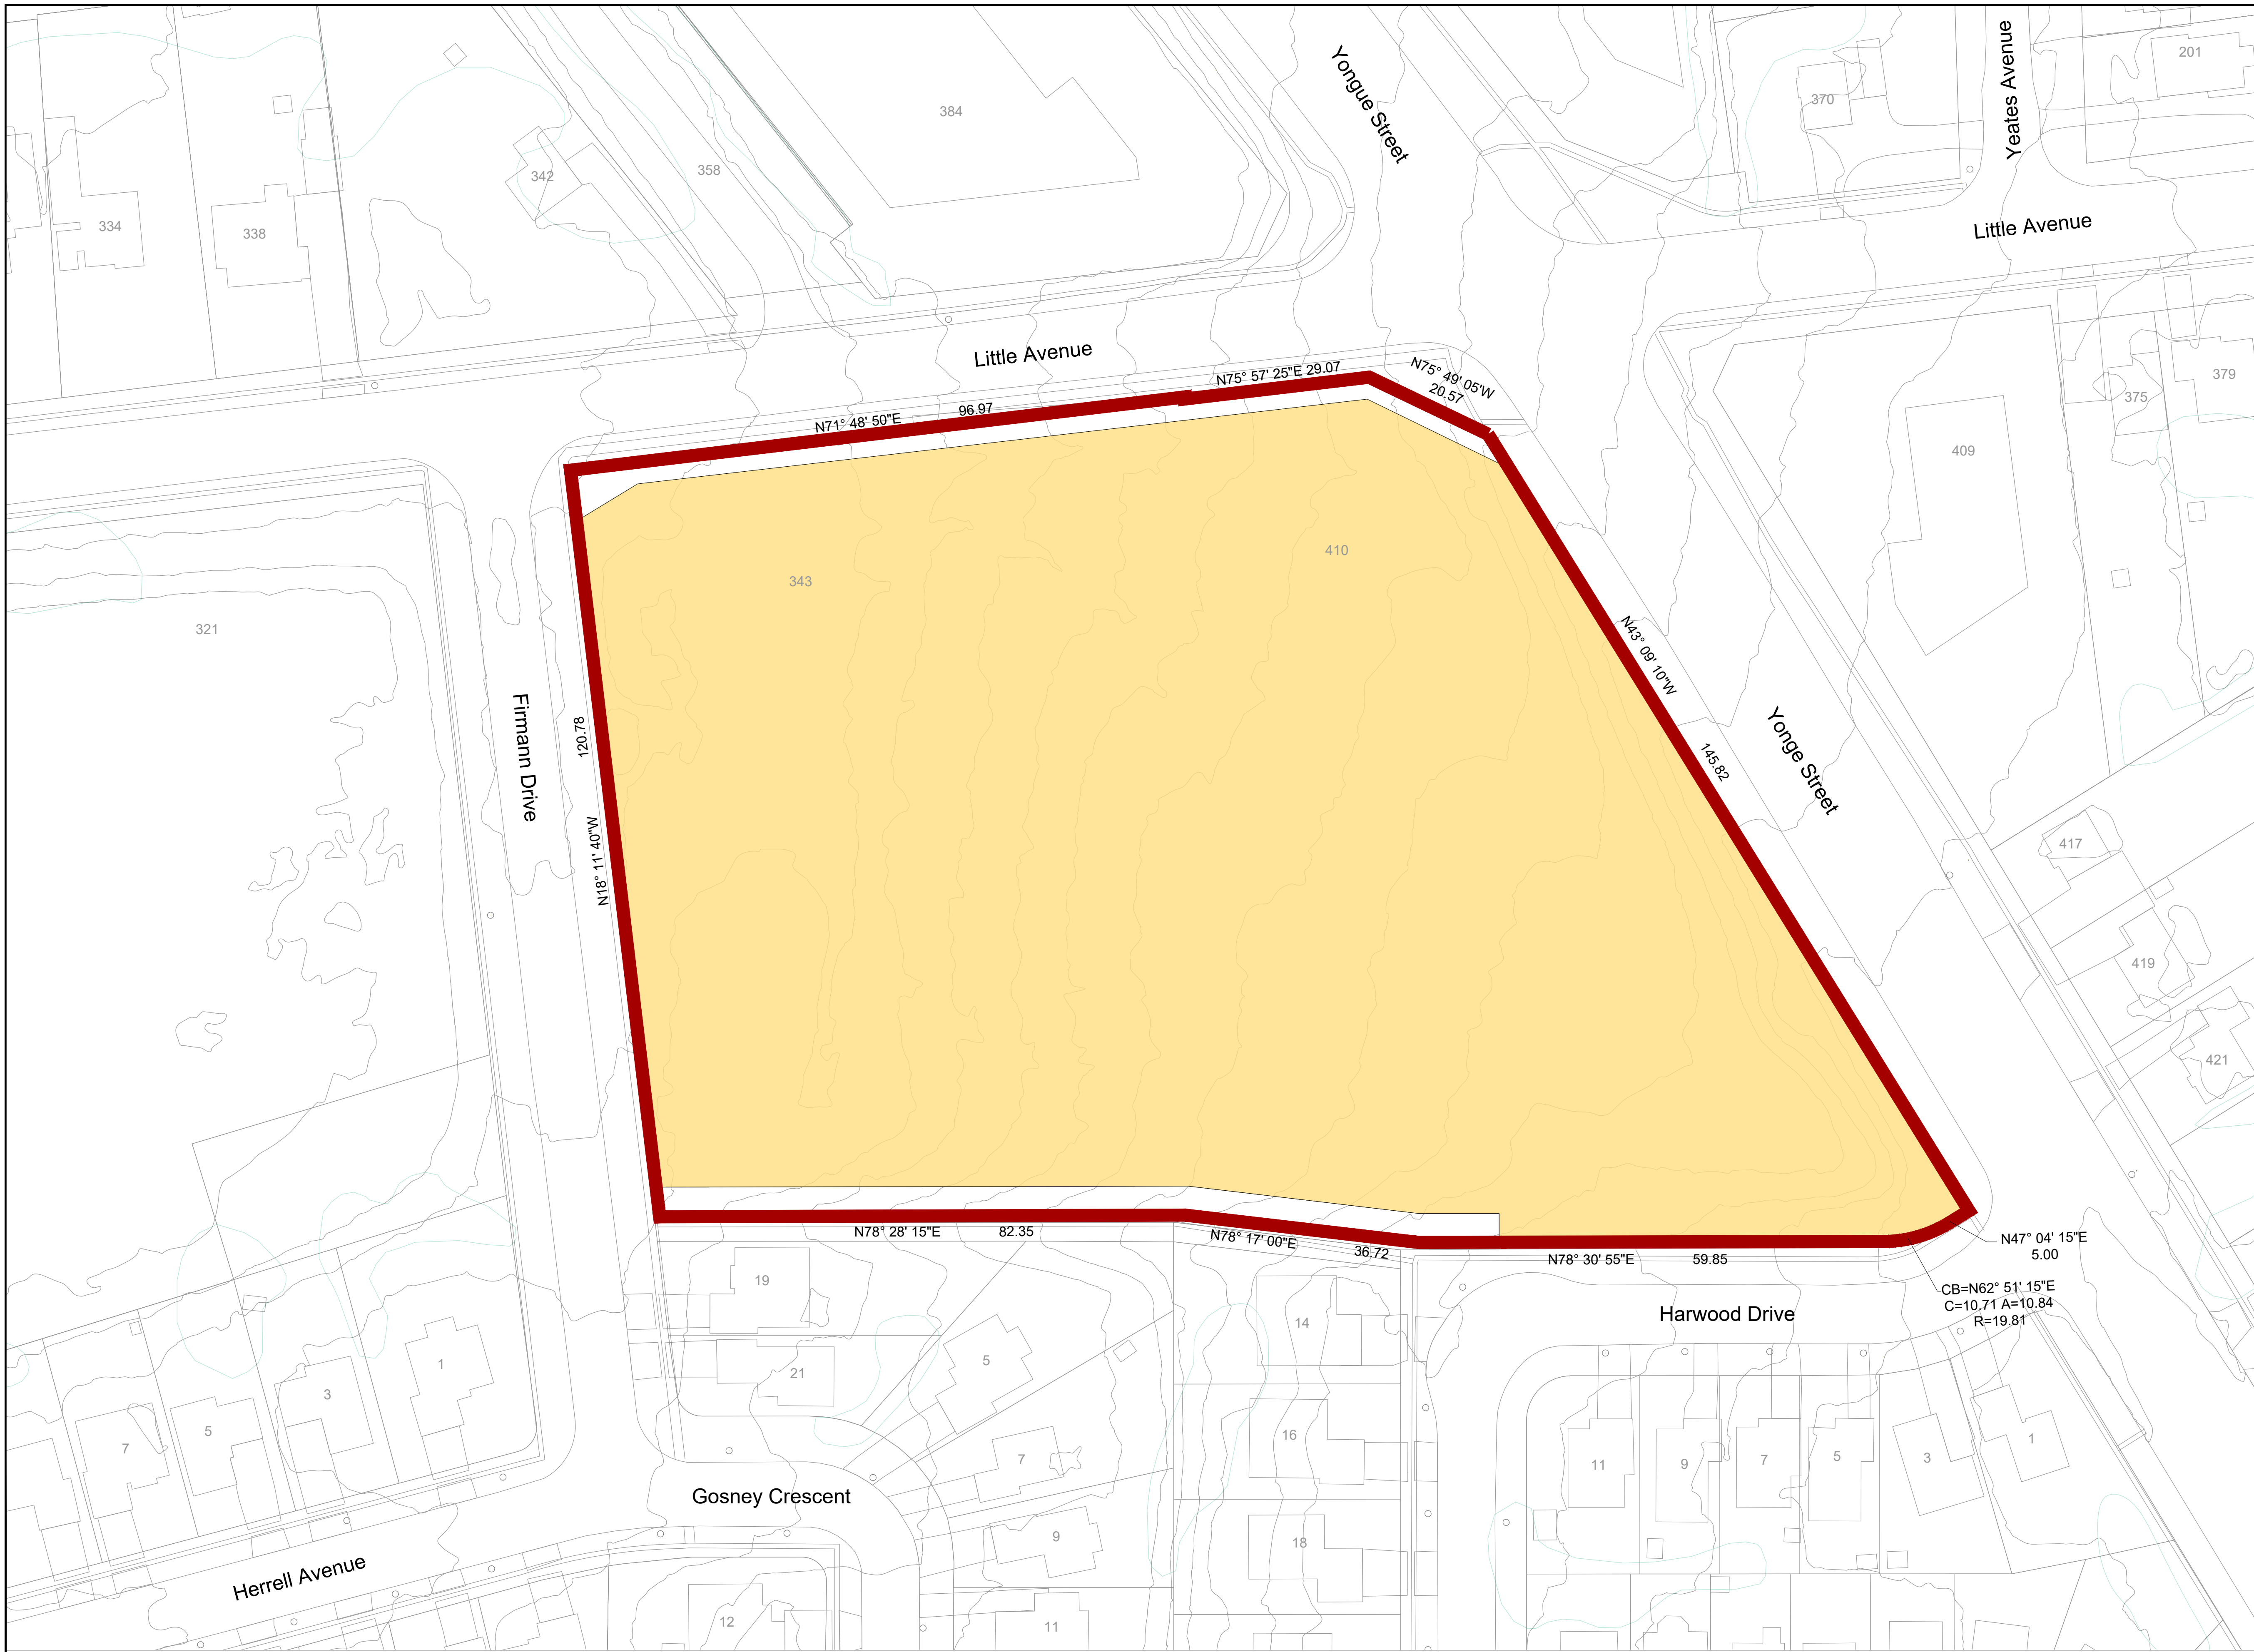 201
Yeates Avenue
370
384
Yongue Street
358
342
334
338
Little Avenue
Little Avenue
379
375
N75° 57' 25"E 29.07
N75° 49' 05"W
20.57
96.97
N71° 48' 50"E
409
410
343
321
N43° 09' 10"W
145.82
Yonge Street
Firmann Drive
120.78
N18° 11' 40"W
417
419
421
N78° 28' 15"E
82.35
N78° 17' 00"E
36.72
N78° 30' 55"E
59.85
N47° 04' 15"E
5.00
CB=N62° 51' 15"E
C=10.71 A=10.84
R=19.81
Harwood Drive
19
14
21
5
1
3
5
7
7
16
11
9
7
5
3
1
Gosney Crescent
9
18
Herrell Avenue
12
11